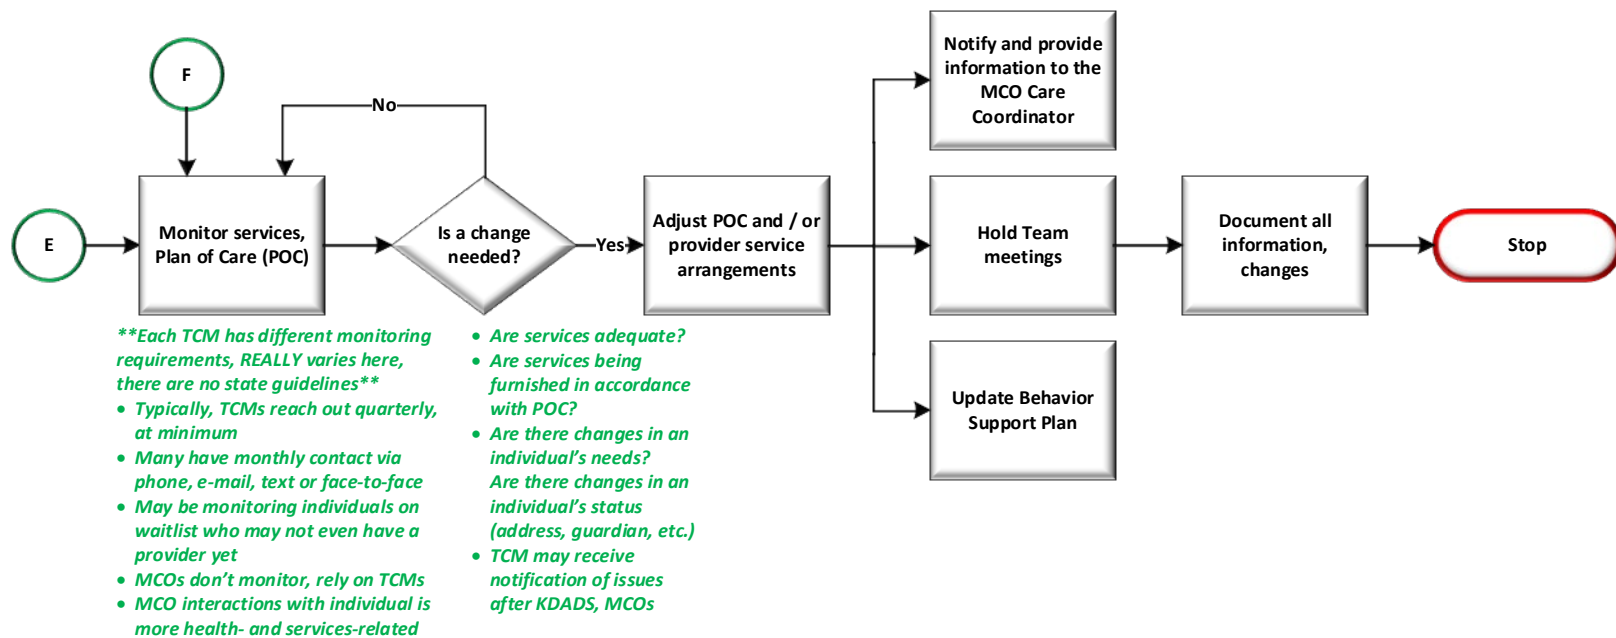 F
No
Notify and provide
information to the
MCO Care
Coordinator
E
Monitor services,
Plan of Care (POC)
Is a change
needed?
Yes
Adjust POC and / or
provider service
arrangements
Hold Team
meetings
Document all
information,
changes
Stop
Update Behavior
Support Plan
**Each TCM has different monitoring
requirements, REALLY varies here,
there are no state guidelines**
• Typically, TCMs reach out quarterly,
at minimum
• Many have monthly contact via
phone, e-mail, text or face-to-face
• May be monitoring individuals on
waitlist who may not even have a
provider yet
• MCOs don't monitor, rely on TCMs
• MCO interactions with individual is
more health- and services-related
• Are services adequate?
• Are services being
furnished in accordance
with POC?
• Are there changes in an
individual's needs?
Are there changes in an
individual's status
(address, guardian, etc.)
• TCM may receive
notification of issues
after KDADS, MCOs